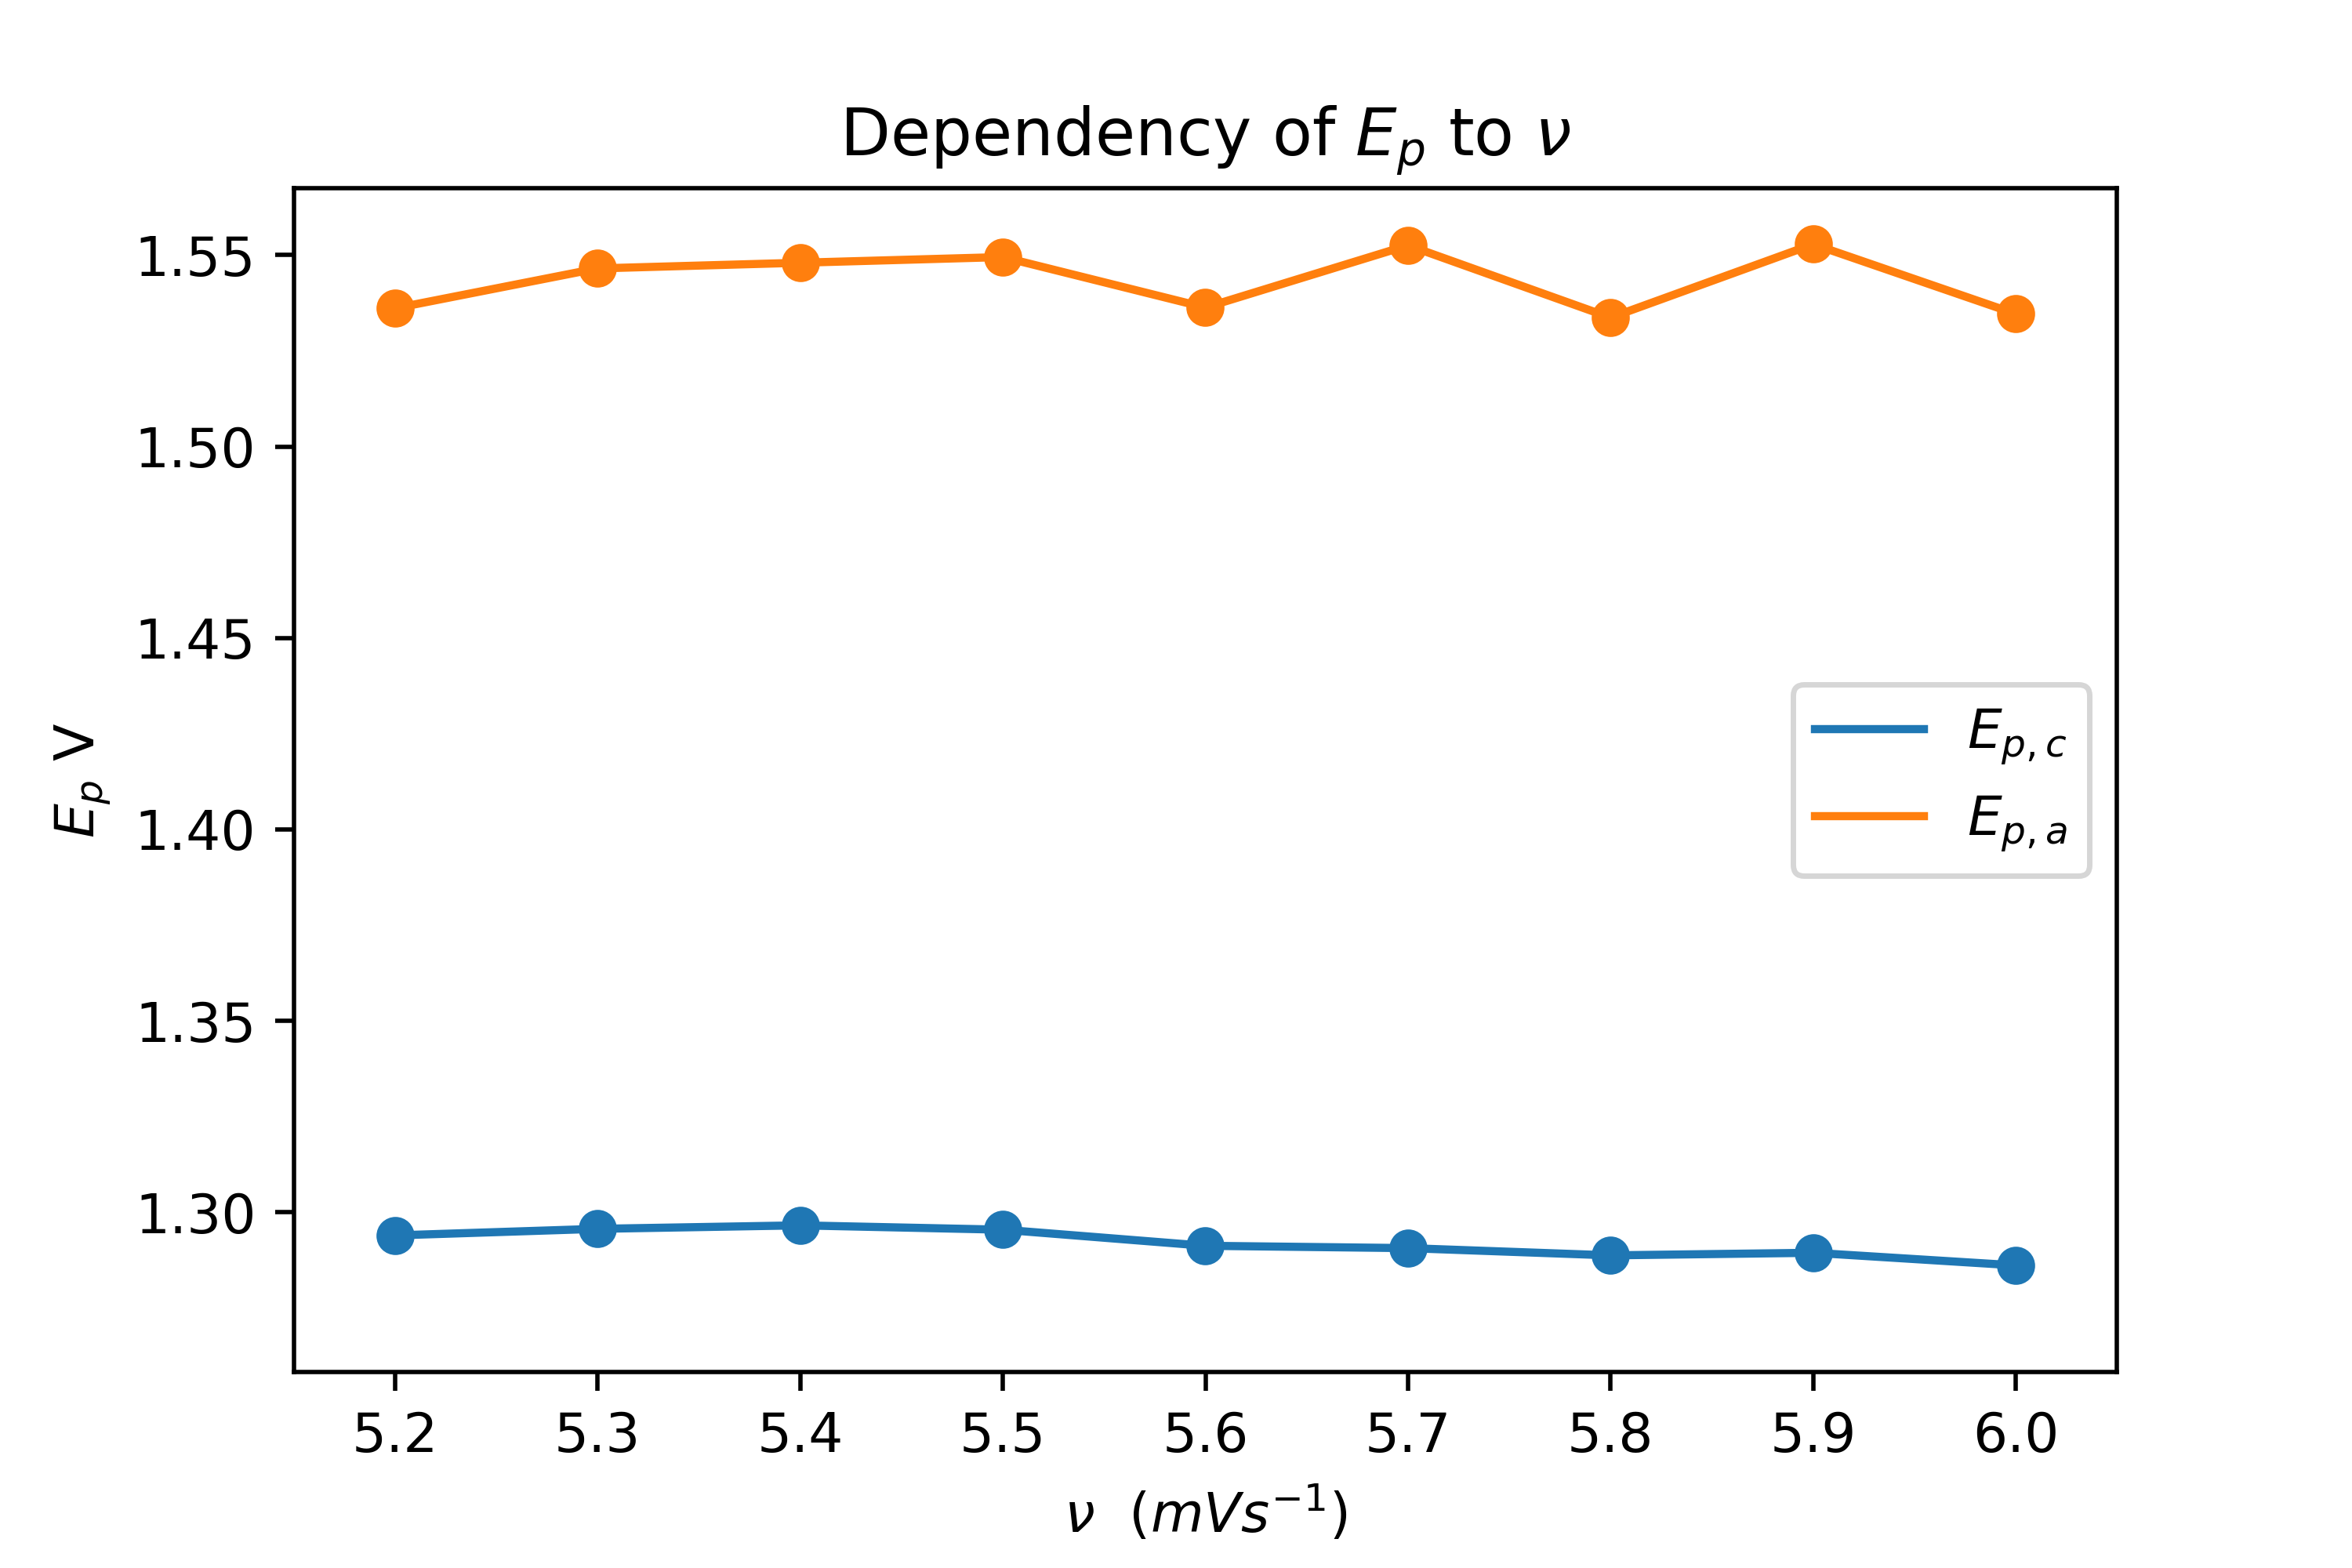 Dependency of E_p to ν
1.55
1.50
1.45
1.40
1.35
1.30
E_p V
E_{p,c}
E_{p,a}
5.2 5.3 5.4 5.5 5.6 5.7 5.8 5.9 6.0
ν (mVs^{-1})